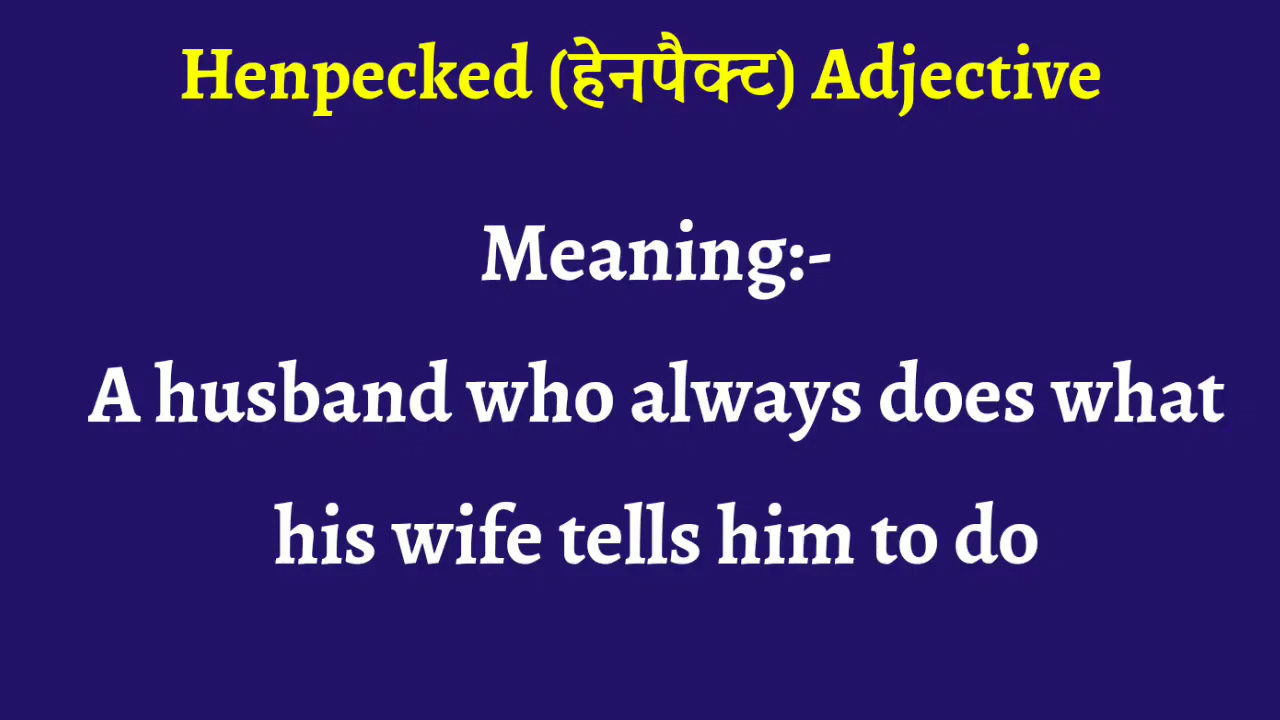 Henpecked (हेनपैक्ट) Adjective
Meaning:-
A husband who always does what
his wife tells him to do